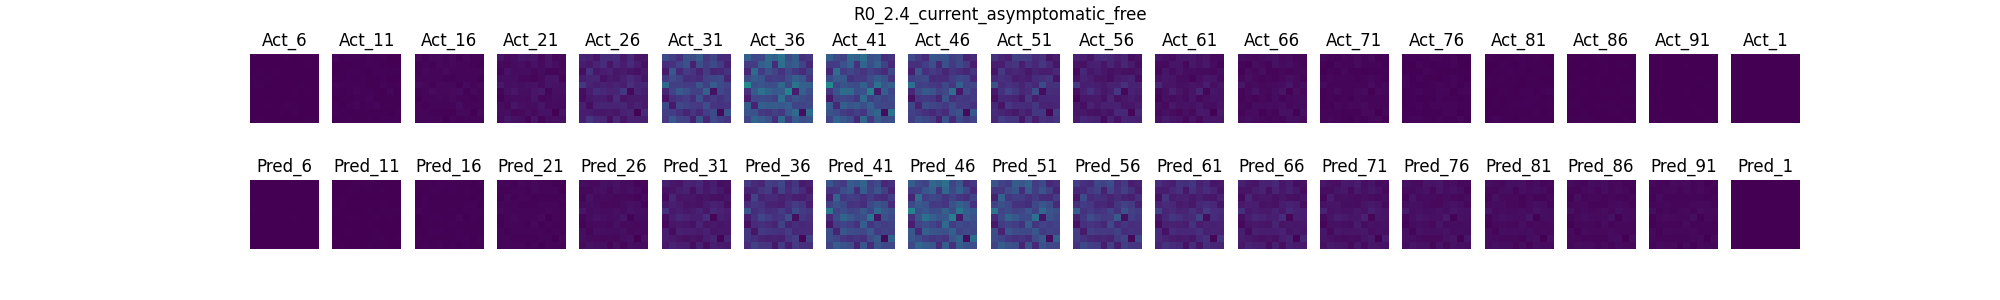 R0_2.4_current_asymptomatic_free
Act_6 Act_11 Act_16 Act_21 Act_26 Act_31 Act_36 Act_41 Act_46 Act_51 Act_56 Act_61 Act_66 Act_71 Act_76 Act_81 Act_86 Act_91 Act_1
Pred_6 Pred_11 Pred_16 Pred_21 Pred_26 Pred_31 Pred_36 Pred_41 Pred_46 Pred_51 Pred_56 Pred_61 Pred_66 Pred_71 Pred_76 Pred_81 Pred_86 Pred_91 Pred_1